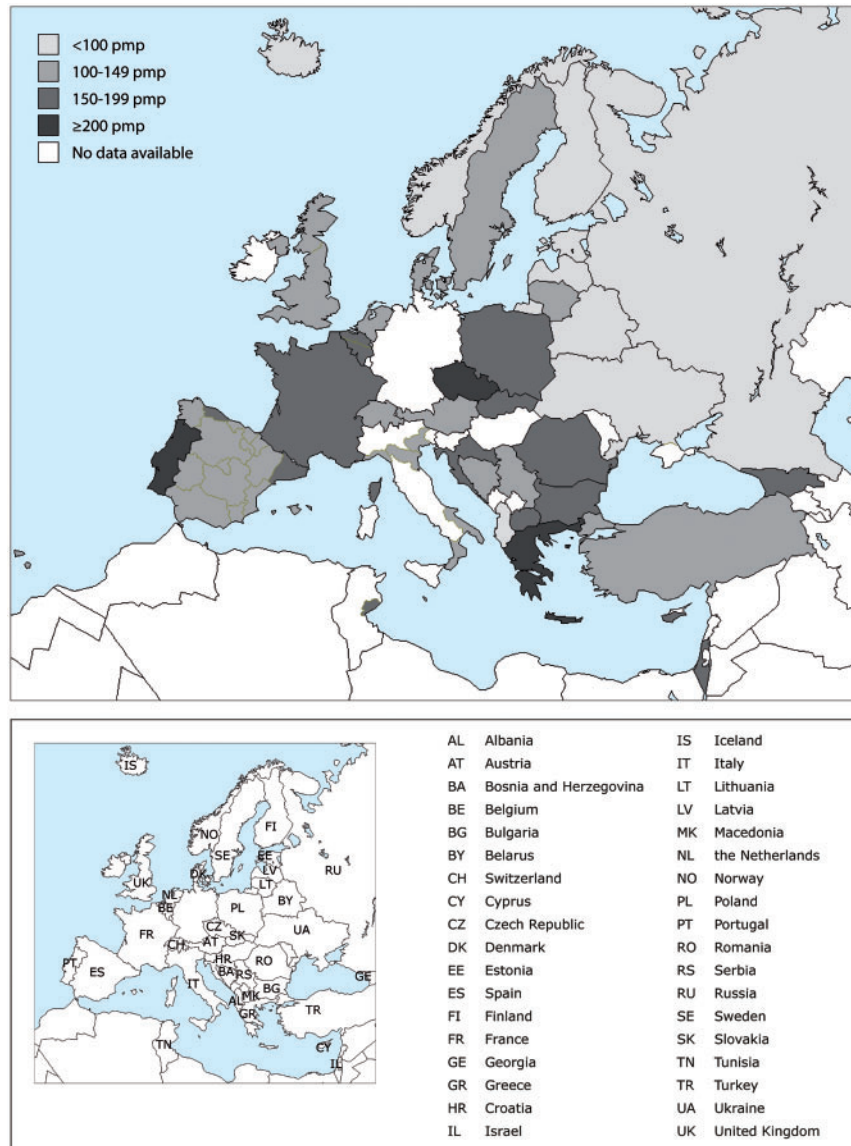 <100 pmp
100-149 pmp
150-199 pmp
≥200 pmp
No data available
IS
NO
FI
SE
EE
RU
LV
DK
LT
UK
NL
BY
BE
PL
CZ
UA
FR
SK
AT
CH
HR
RO
BA
RS
PT
ES
IT
BG
GE
AL
MK
GR
TR
TN
CY
IL
AL Albania
AT Austria
BA Bosnia and Herzegovina
BE Belgium
BG Bulgaria
BY Belarus
CH Switzerland
CY Cyprus
CZ Czech Republic
DK Denmark
EE Estonia
ES Spain
FI Finland
FR France
GE Georgia
GR Greece
HR Croatia
IL Israel
IS Iceland
IT Italy
LT Lithuania
LV Latvia
MK Macedonia
NL the Netherlands
NO Norway
PL Poland
PT Portugal
RO Romania
RS Serbia
RU Russia
SE Sweden
SK Slovakia
TN Tunisia
TR Turkey
UA Ukraine
UK United Kingdom